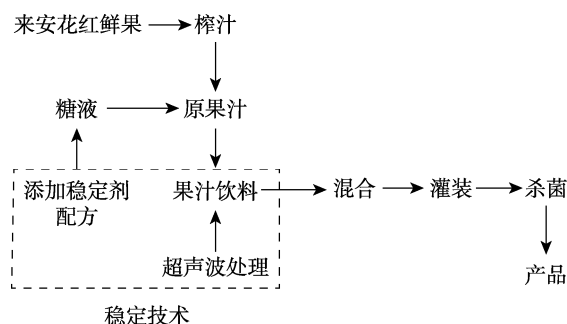 来安花红鲜果
榨汁
糖液
原果汁
添加稳定剂
配方
果汁饮料
混合
灌装
杀菌
超声波处理
产品
稳定技术